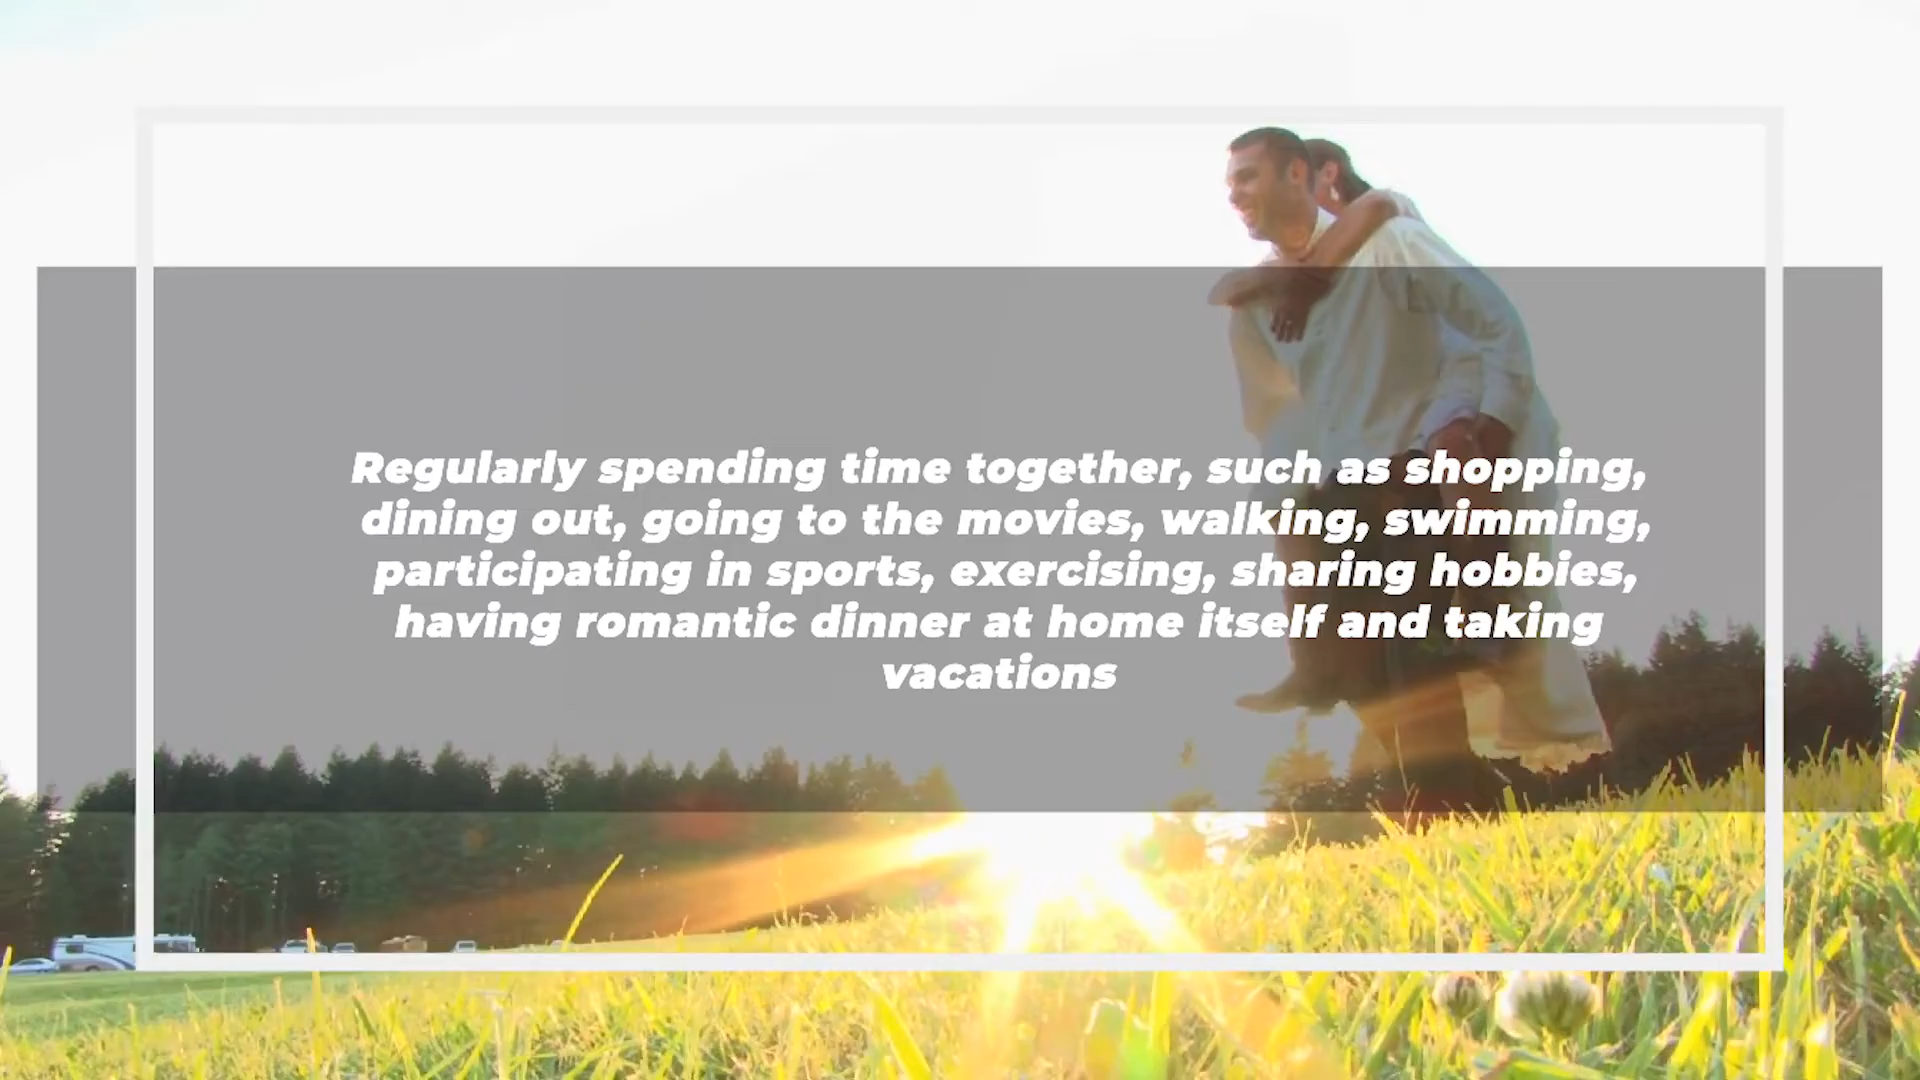 Regularly spending time together, such as shopping,
dining out, going to the movies, walking, swimming,
participating in sports, exercising, sharing hobbies,
having romantic dinner at home itself and taking
vacations